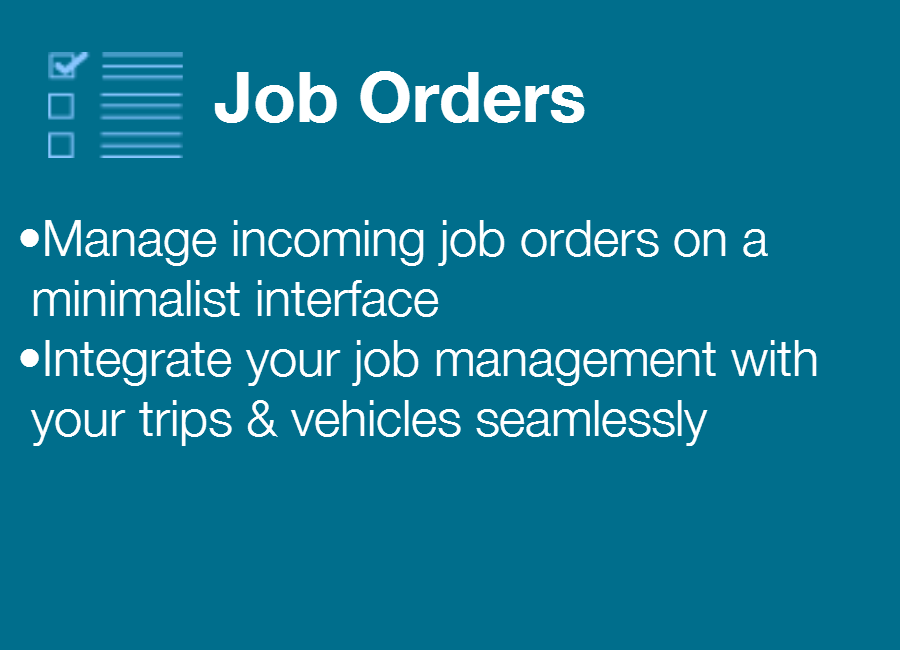 Job Orders
•Manage incoming job orders on a
minimalist interface
•Integrate your job management with
your trips & vehicles seamlessly